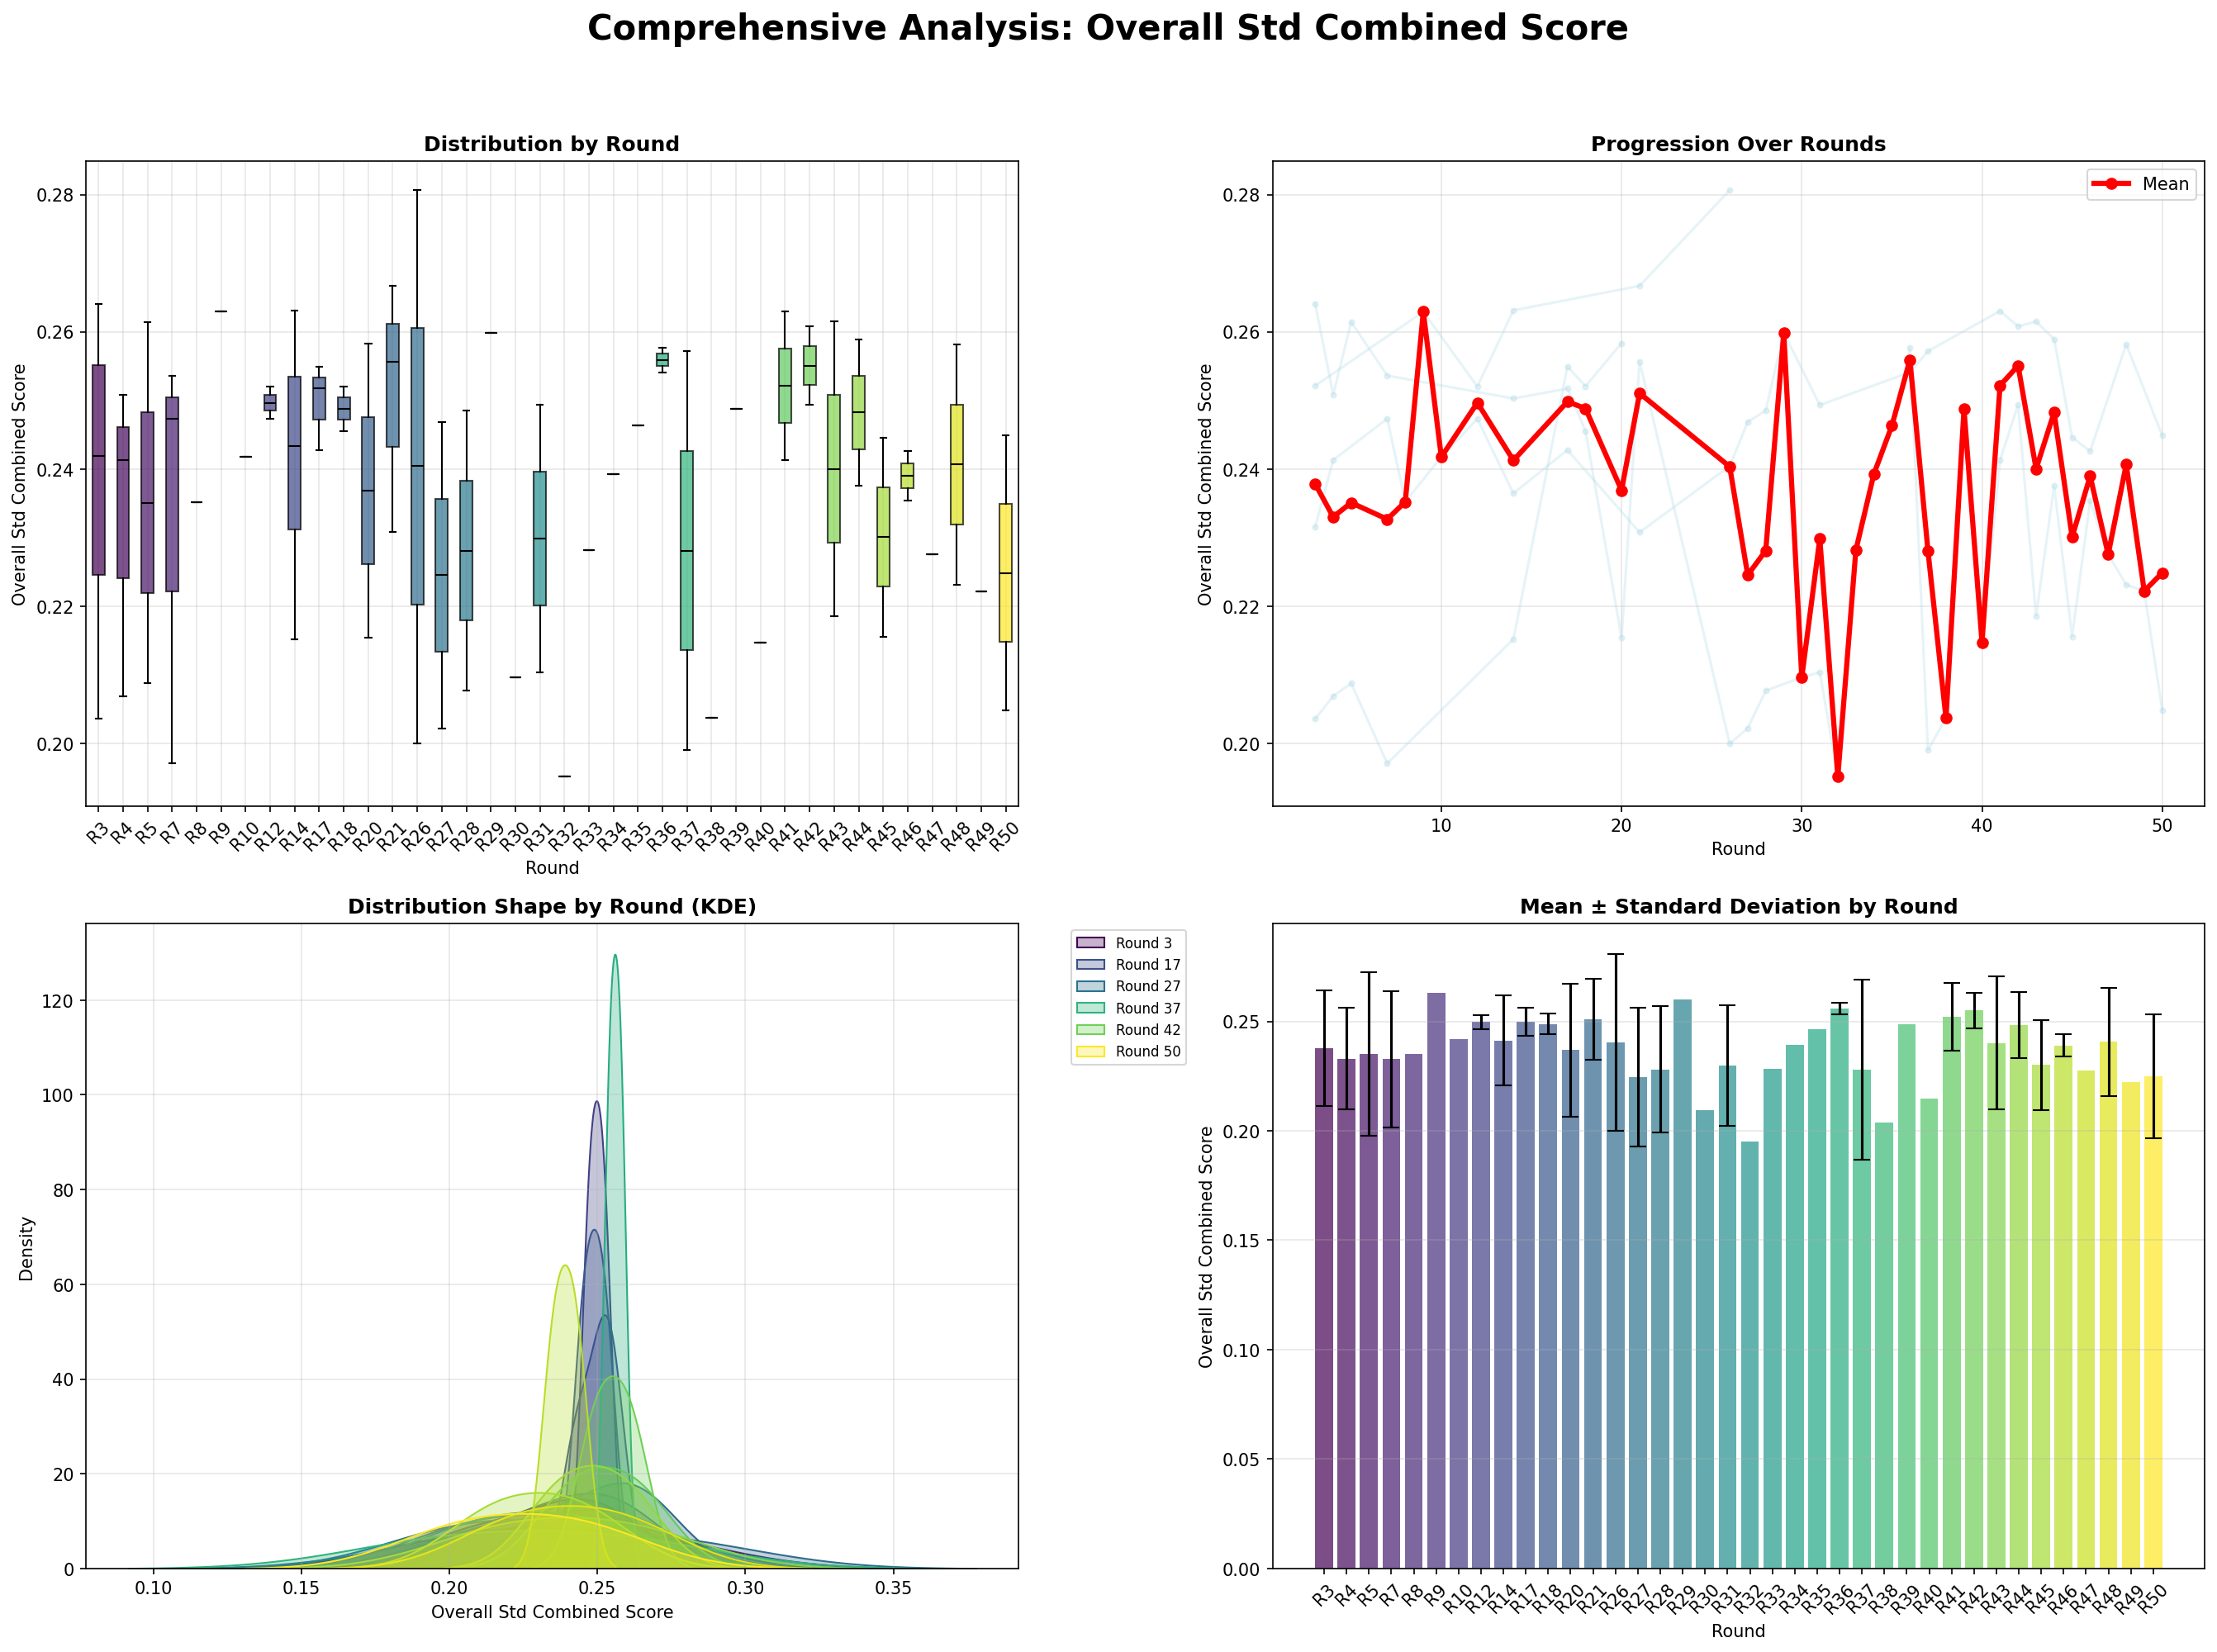 Comprehensive Analysis: Overall Std Combined Score
Distribution by Round
Overall Std Combined Score
0.28
0.26
0.24
0.22
0.20
R3 R4 R5 R7 R8 R9 R10 R12 R14 R17 R18 R20 R21 R26 R27 R28 R29 R30 R31 R32 R33 R34 R35 R36 R37 R38 R39 R40 R41 R42 R43 R44 R45 R46 R47 R48 R49 R50
Round
Progression Over Rounds
Mean
Overall Std Combined Score
0.28
0.26
0.24
0.22
0.20
10 20 30 40 50
Round
Distribution Shape by Round (KDE)
Density
120
100
80
60
40
20
0
0.10 0.15 0.20 0.25 0.30 0.35
Overall Std Combined Score
Round 3
Round 17
Round 27
Round 37
Round 42
Round 50
Mean ± Standard Deviation by Round
Overall Std Combined Score
0.25
0.20
0.15
0.10
0.05
0.00
R3 R4 R5 R7 R8 R9 R10 R12 R14 R17 R18 R20 R21 R26 R27 R28 R29 R30 R31 R32 R33 R34 R35 R36 R37 R38 R39 R40 R41 R42 R43 R44 R45 R46 R47 R48 R49 R50
Round